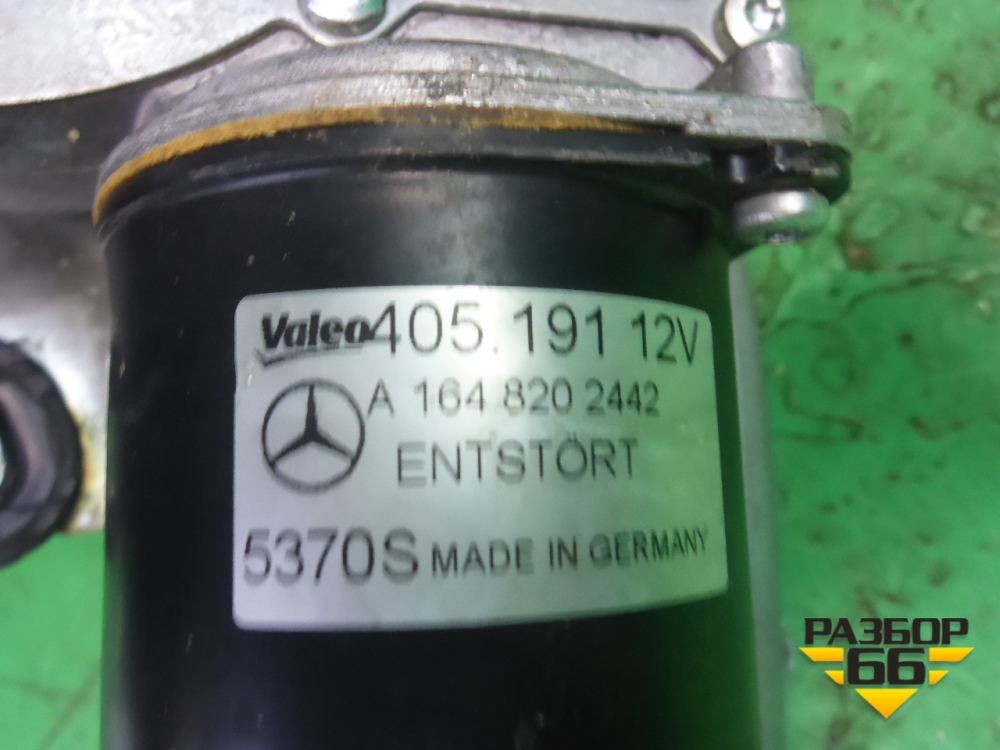 Valeo 405.191 12V
A 164 820 2442
ENTSTÖRT
5370S MADE IN GERMANY
РАЗБОР
66